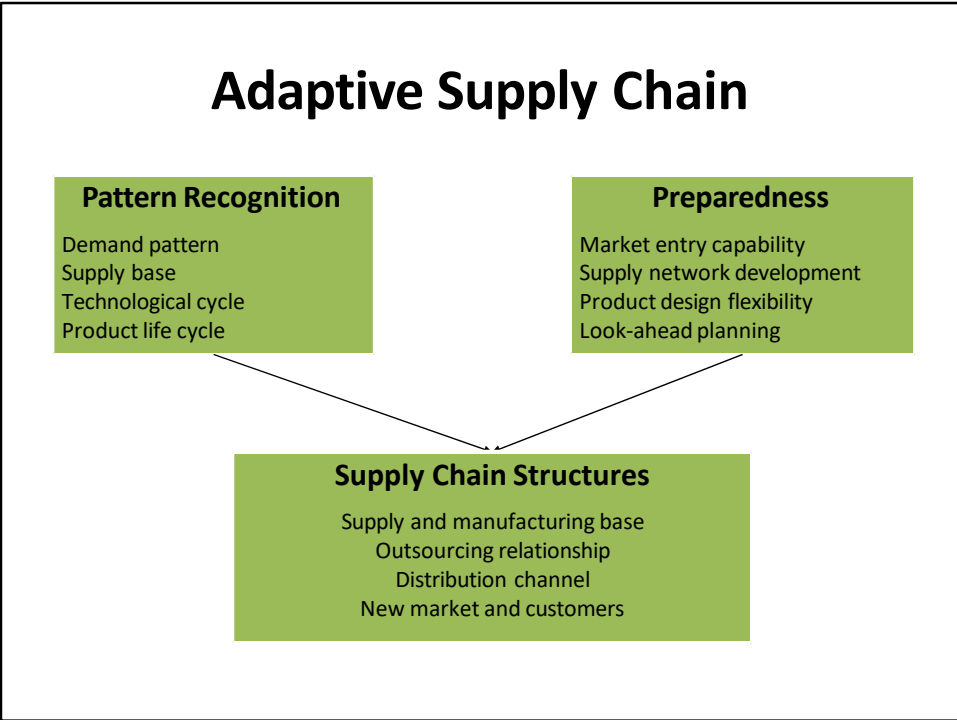 Adaptive Supply Chain
Pattern Recognition
Demand pattern
Supply base
Technological cycle
Product life cycle
Preparedness
Market entry capability
Supply network development
Product design flexibility
Look-ahead planning
Supply Chain Structures
Supply and manufacturing base
Outsourcing relationship
Distribution channel
New market and customers